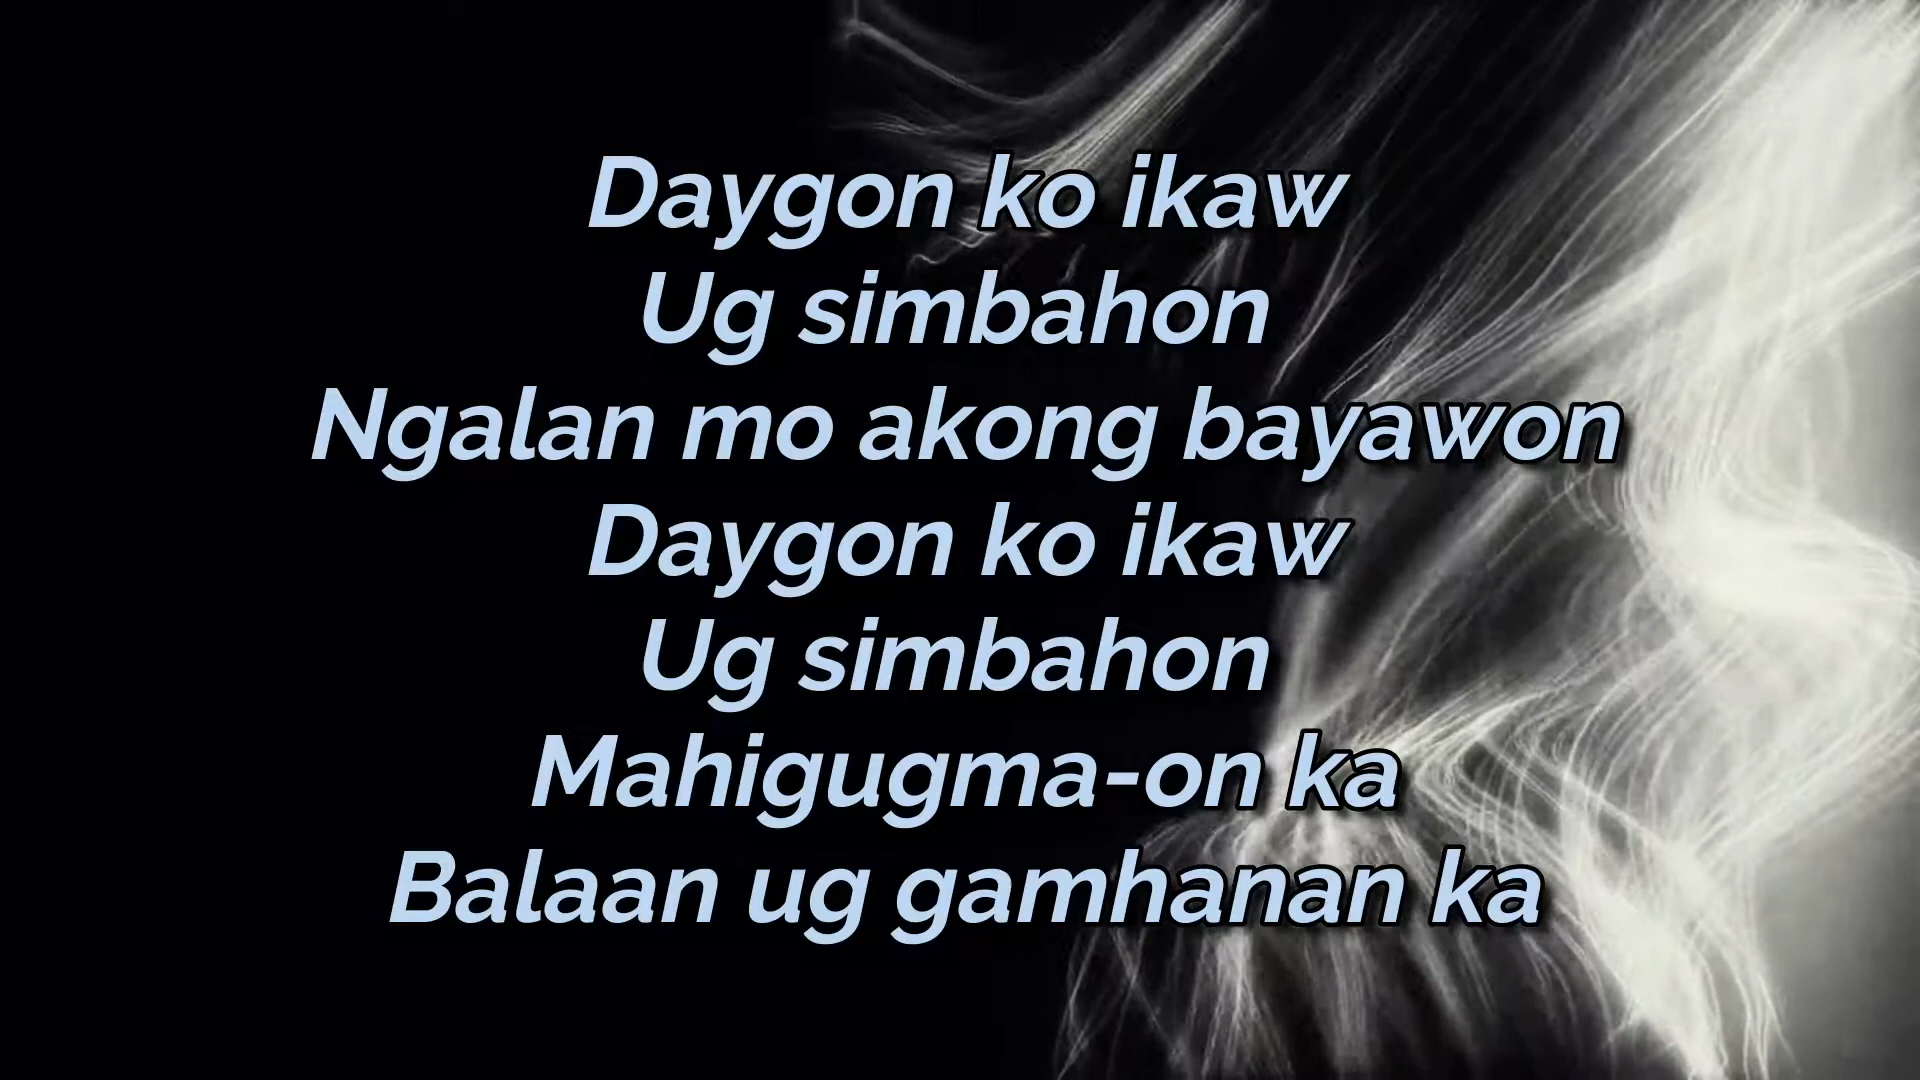 Daygon ko ikaw
Ug simbahon
Ngalan mo akong bayawon
Daygon ko ikaw
Ug simbahon
Mahigugma-on ka
Balaan ug gamhanan ka